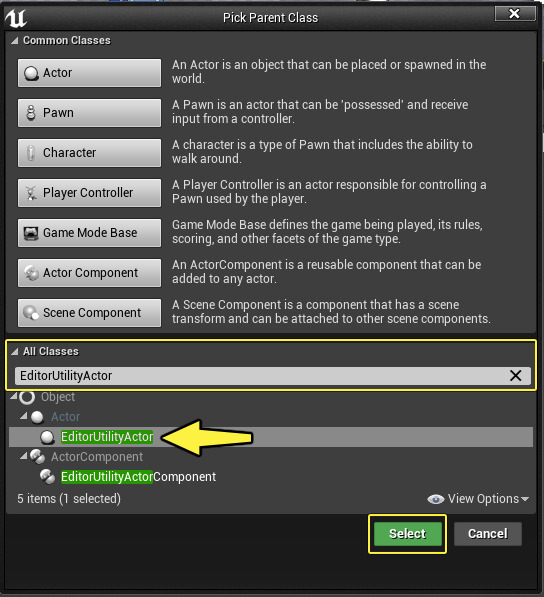 Pick Parent Class
Common Classes
Actor
An Actor is an object that can be placed or spawned in the
world.
Pawn
A Pawn is an actor that can be 'possessed' and receive
input from a controller.
Character
A character is a type of Pawn that includes the ability to
walk around.
Player Controller
A Player Controller is an actor responsible for controlling a
Pawn used by the player.
Game Mode Base
Game Mode Base defines the game being played, its rules,
scoring, and other facets of the game type.
Actor Component
An ActorComponent is a reusable component that can be
added to any actor.
Scene Component
A Scene Component is a component that has a scene
transform and can be attached to other scene components.
All Classes
EditorUtilityActor
Object
Actor
EditorUtilityActor
ActorComponent
EditorUtilityActorComponent
5 items (1 selected)
View Options
Select
Cancel